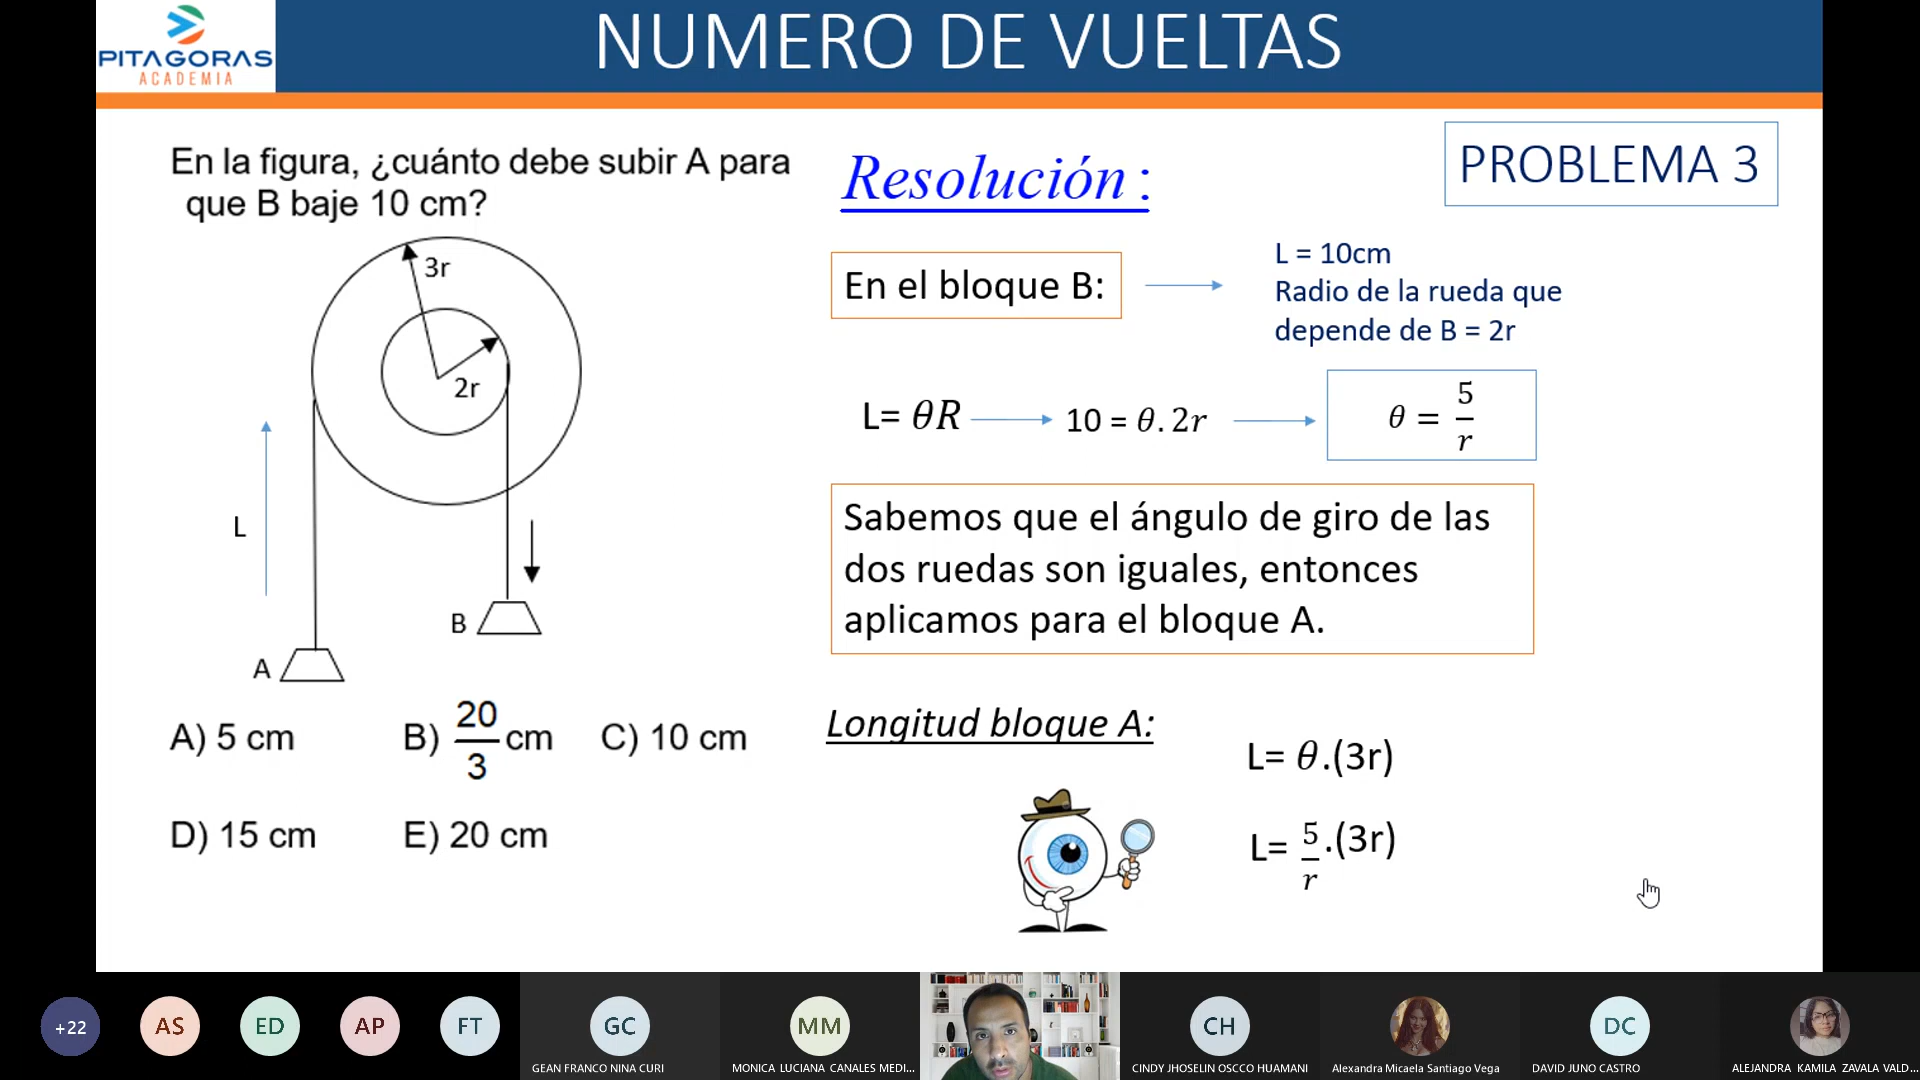 PITAGORAS
ACADEMIA
NUMERO DE VUELTAS
En la figura, ¿cuánto debe subir A para
que B baje 10 cm?
3r
2r
L
B
A
A) 5 cm
B) 20/3 cm
C) 10 cm
D) 15 cm
E) 20 cm
Resolución :
PROBLEMA 3
En el bloque B:
L = 10cm
Radio de la rueda que
depende de B = 2r
L= θR
10 = θ. 2r
θ = 5/r
Sabemos que el ángulo de giro de las
dos ruedas son iguales, entonces
aplicamos para el bloque A.
Longitud bloque A:
L= θ.(3r)
L= 5/r.(3r)
+22
AS
ED
AP
FT
GC
GEAN FRANCO NINA CURI
MM
MONICA LUCIANA CANALES MEDI...
CH
CINDY JHOSELIN OSCCO HUAMANI
Alexandra Micaela Santiago Vega
DC
DAVID JUNO CASTRO
ALEJANDRA KAMILA ZAVALA VALD...